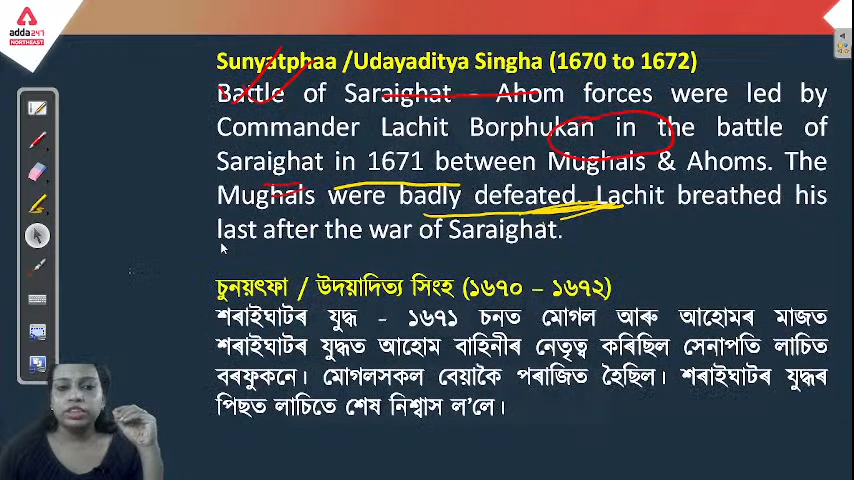 adda247
NORTHEAST
Sunyatphaa /Udayaditya Singha (1670 to 1672)
Battle of Saraighat - Ahom forces were led by
Commander Lachit Borphukan in the battle of
Saraighat in 1671 between Mughals & Ahoms. The
Mughals were badly defeated. Lachit breathed his
last after the war of Saraighat.
চুনয়ৎফা / উদয়াদিত্য সিংহ (১৬৭০ – ১৬৭২)
শৰাইঘাটৰ যুদ্ধ - ১৬৭১ চনত মোগল আৰু আহোমৰ মাজত
শৰাইঘাটৰ যুদ্ধত আহোম বাহিনীৰ নেতৃত্ব কৰিছিল সেনাপতি লাচিত
বৰফুকনে। মোগলসকল বেয়াকৈ পৰাজিত হৈছিল। শৰাইঘাটৰ যুদ্ধৰ
পিছত লাচিতে শেষ নিশ্বাস ল'লে।